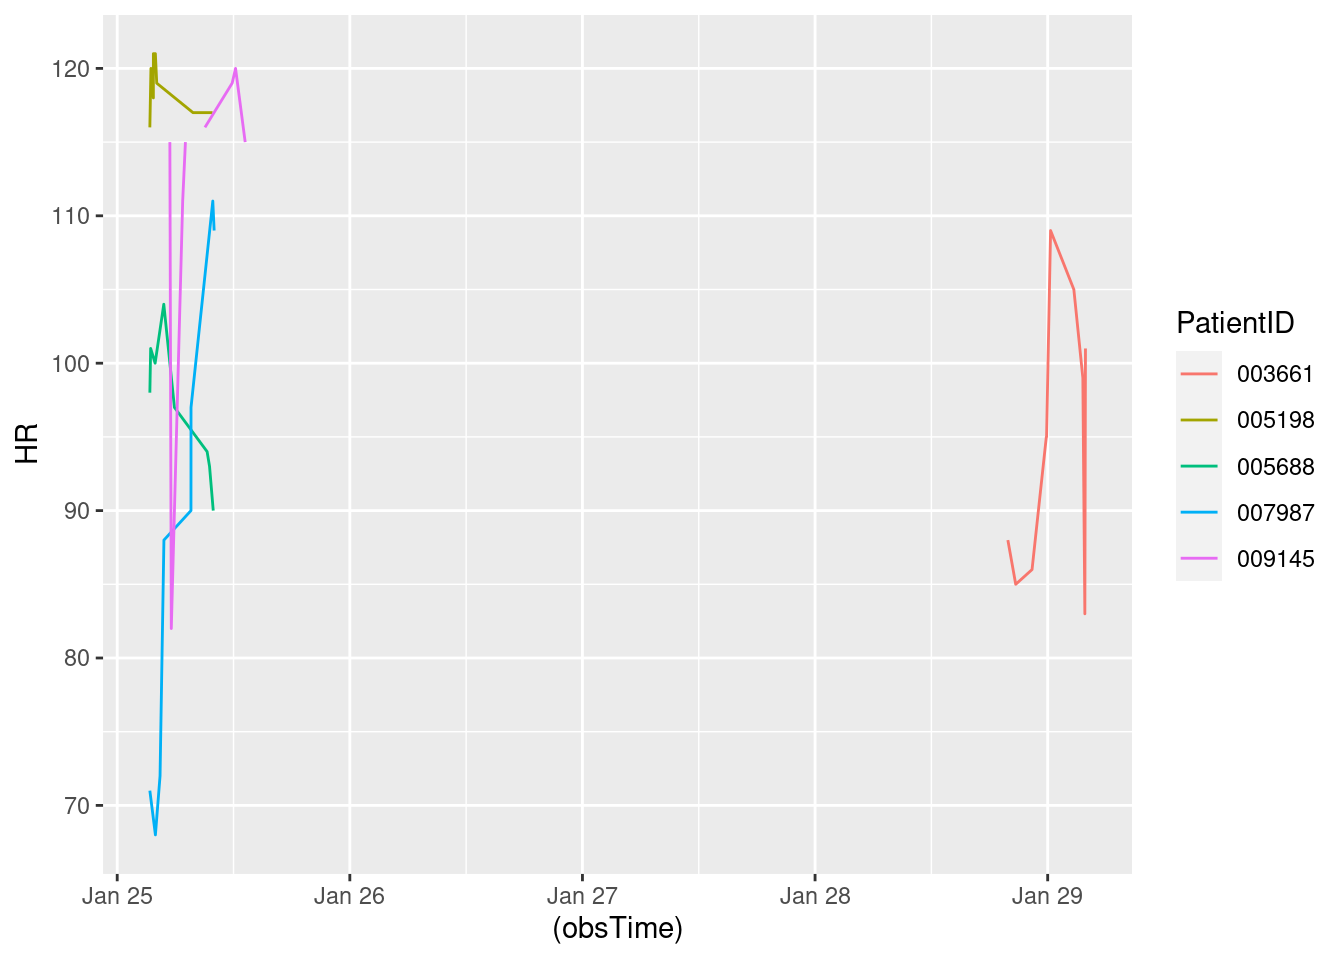 120
110
100
90
80
70
HR
Jan 25
Jan 26
Jan 27
Jan 28
Jan 29
(obsTime)
PatientID
003661
005198
005688
007987
009145